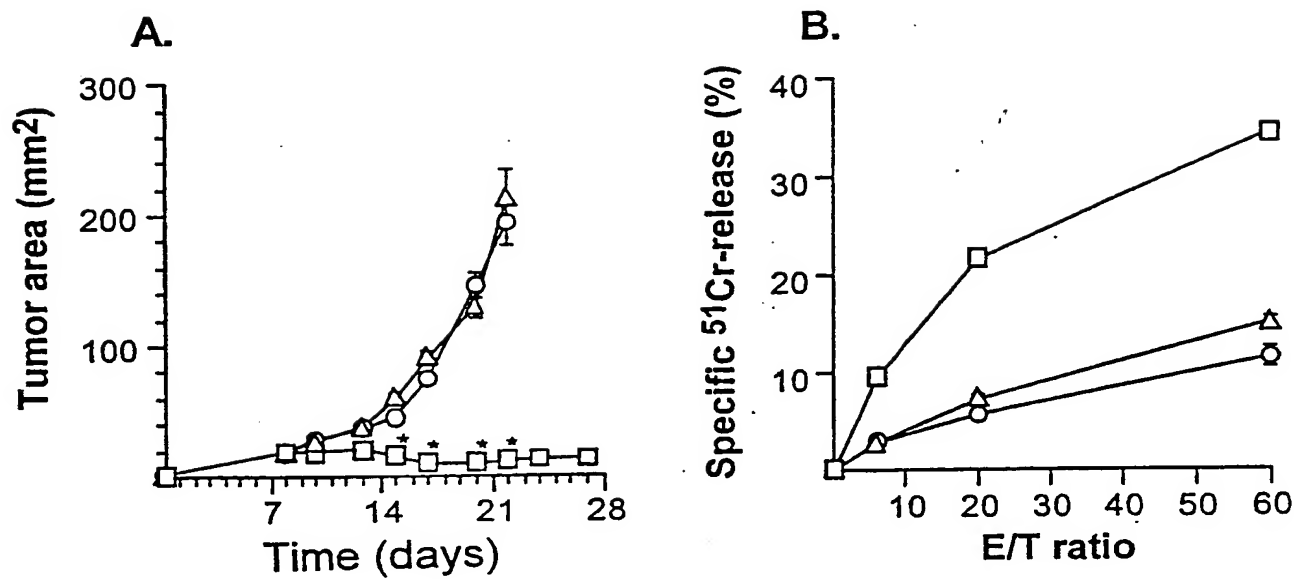 A.
300
200
100
Tumor area (mm²)
7 14 21 28
Time (days)
* * * *
B.
40
30
20
10
Specific ⁵¹Cr-release (%)
10 20 30 40 50 60
E/T ratio